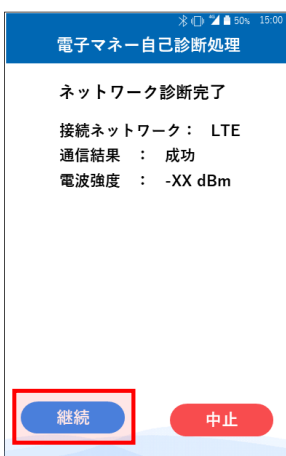 50% 15:00
電子マネー自己診断処理
ネットワーク診断完了
接続ネットワーク： LTE
通信結果 ： 成功
電波強度 ： -XX dBm
継続
中止